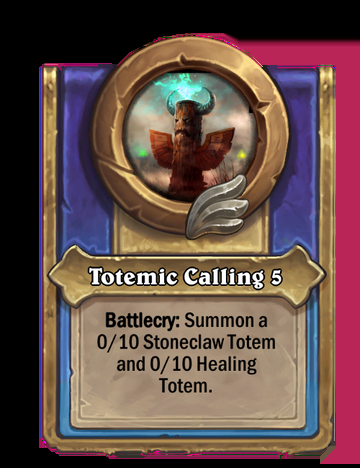 Totemic Calling 5
Battlecry: Summon a
0/10 Stoneclaw Totem
and 0/10 Healing
Totem.